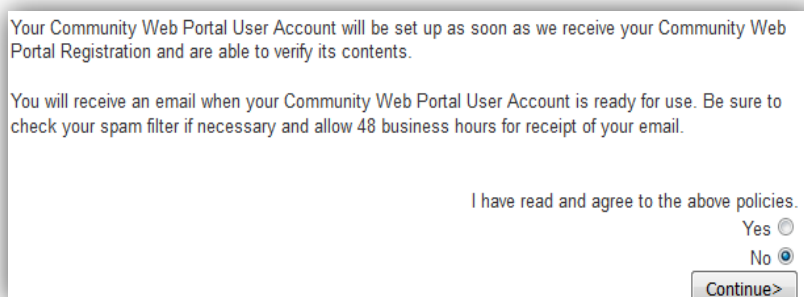 Your Community Web Portal User Account will be set up as soon as we receive your Community Web
Portal Registration and are able to verify its contents.
You will receive an email when your Community Web Portal User Account is ready for use. Be sure to
check your spam filter if necessary and allow 48 business hours for receipt of your email.
I have read and agree to the above policies.
Yes
No
Continue>